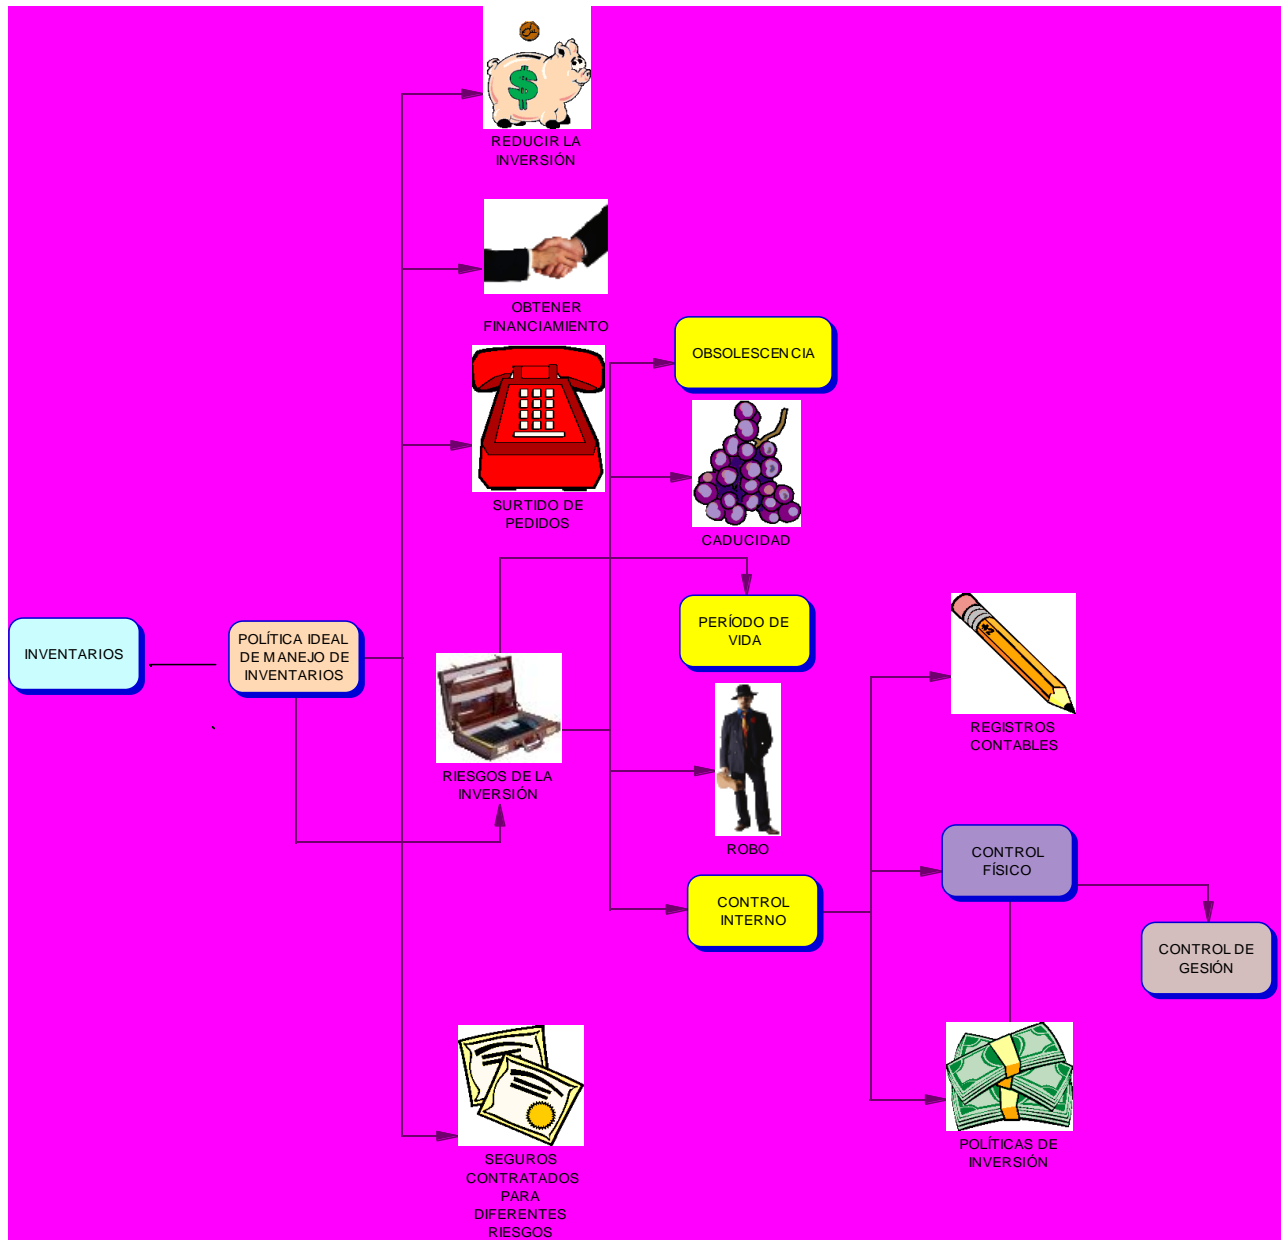 REDUCIR LA
INVERSIÓN
OBTENER
FINANCIAMIENTO
OBSOLESCENCIA
SURTIDO DE
PEDIDOS
CADUCIDAD
INVENTARIOS
POLÍTICA IDEAL
DE MANEJO DE
INVENTARIOS
PERÍODO DE
VIDA
RIESGOS DE LA
INVERSIÓN
REGISTROS
CONTABLES
ROBO
CONTROL
FÍSICO
CONTROL
INTERNO
CONTROL DE
GESIÓN
POLÍTICAS DE
INVERSIÓN
SEGUROS
CONTRATADOS
PARA
DIFERENTES
RIESGOS